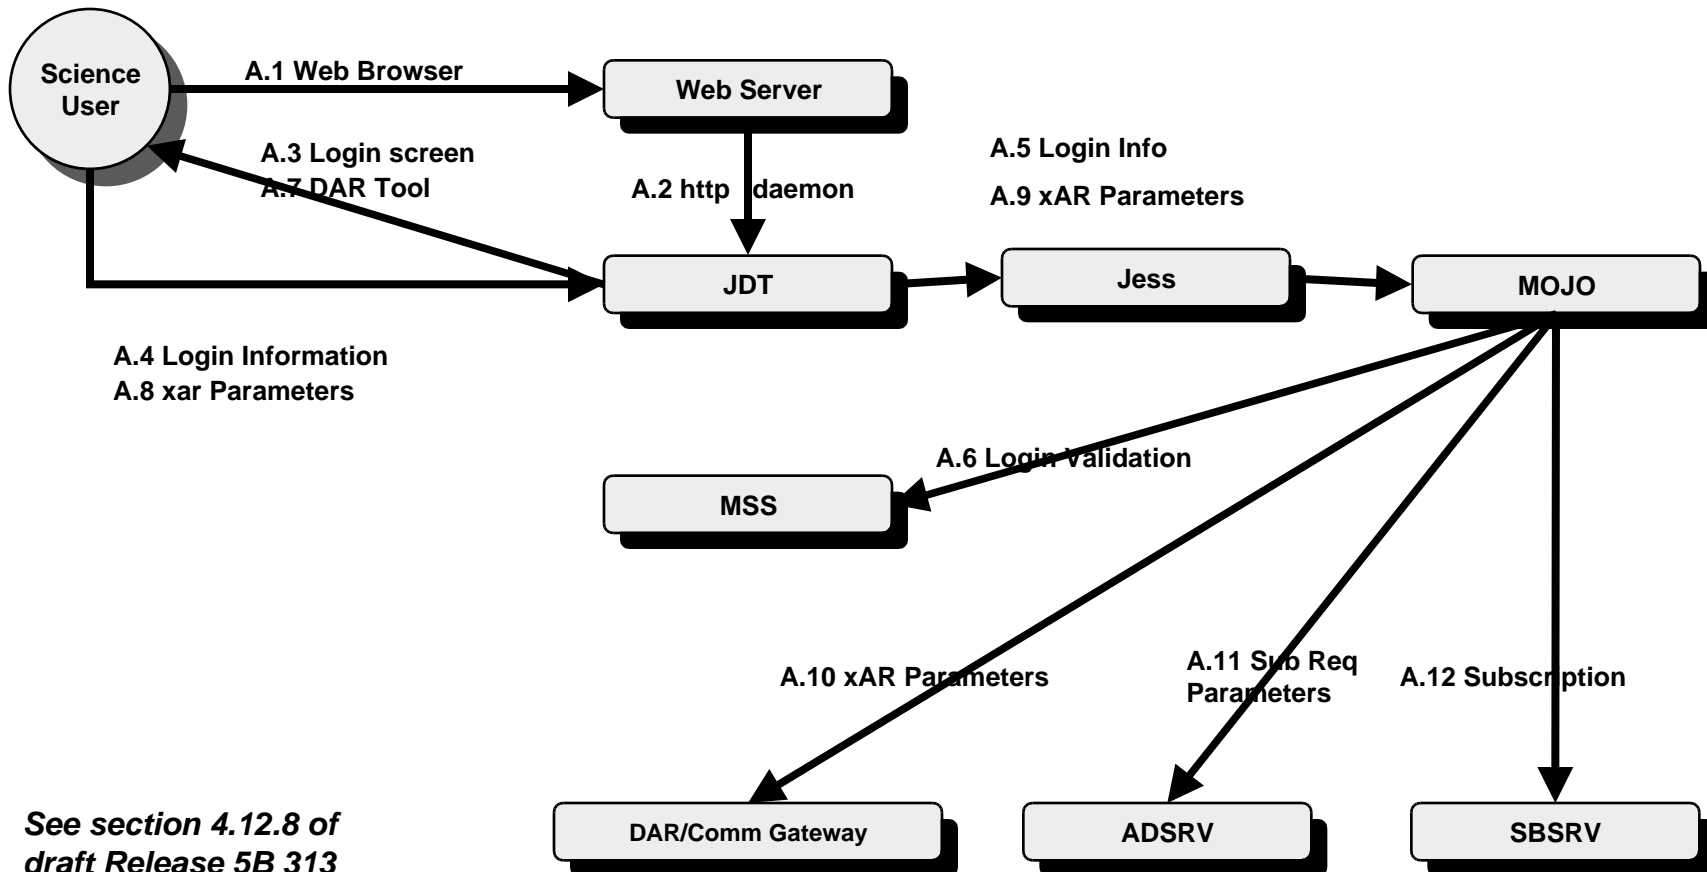 Science
User
A.1 Web Browser
Web Server
A.3 Login screen
A.7 DAR Tool
A.2 http daemon
A.5 Login Info
A.9 xAR Parameters
JDT
Jess
MOJO
A.4 Login Information
A.8 xar Parameters
A.6 Login Validation
MSS
A.10 xAR Parameters
A.11 Sub Req
Parameters
A.12 Subscription
See section 4.12.8 of
draft Release 5B 313
DAR/Comm Gateway
ADSRV
SBSRV